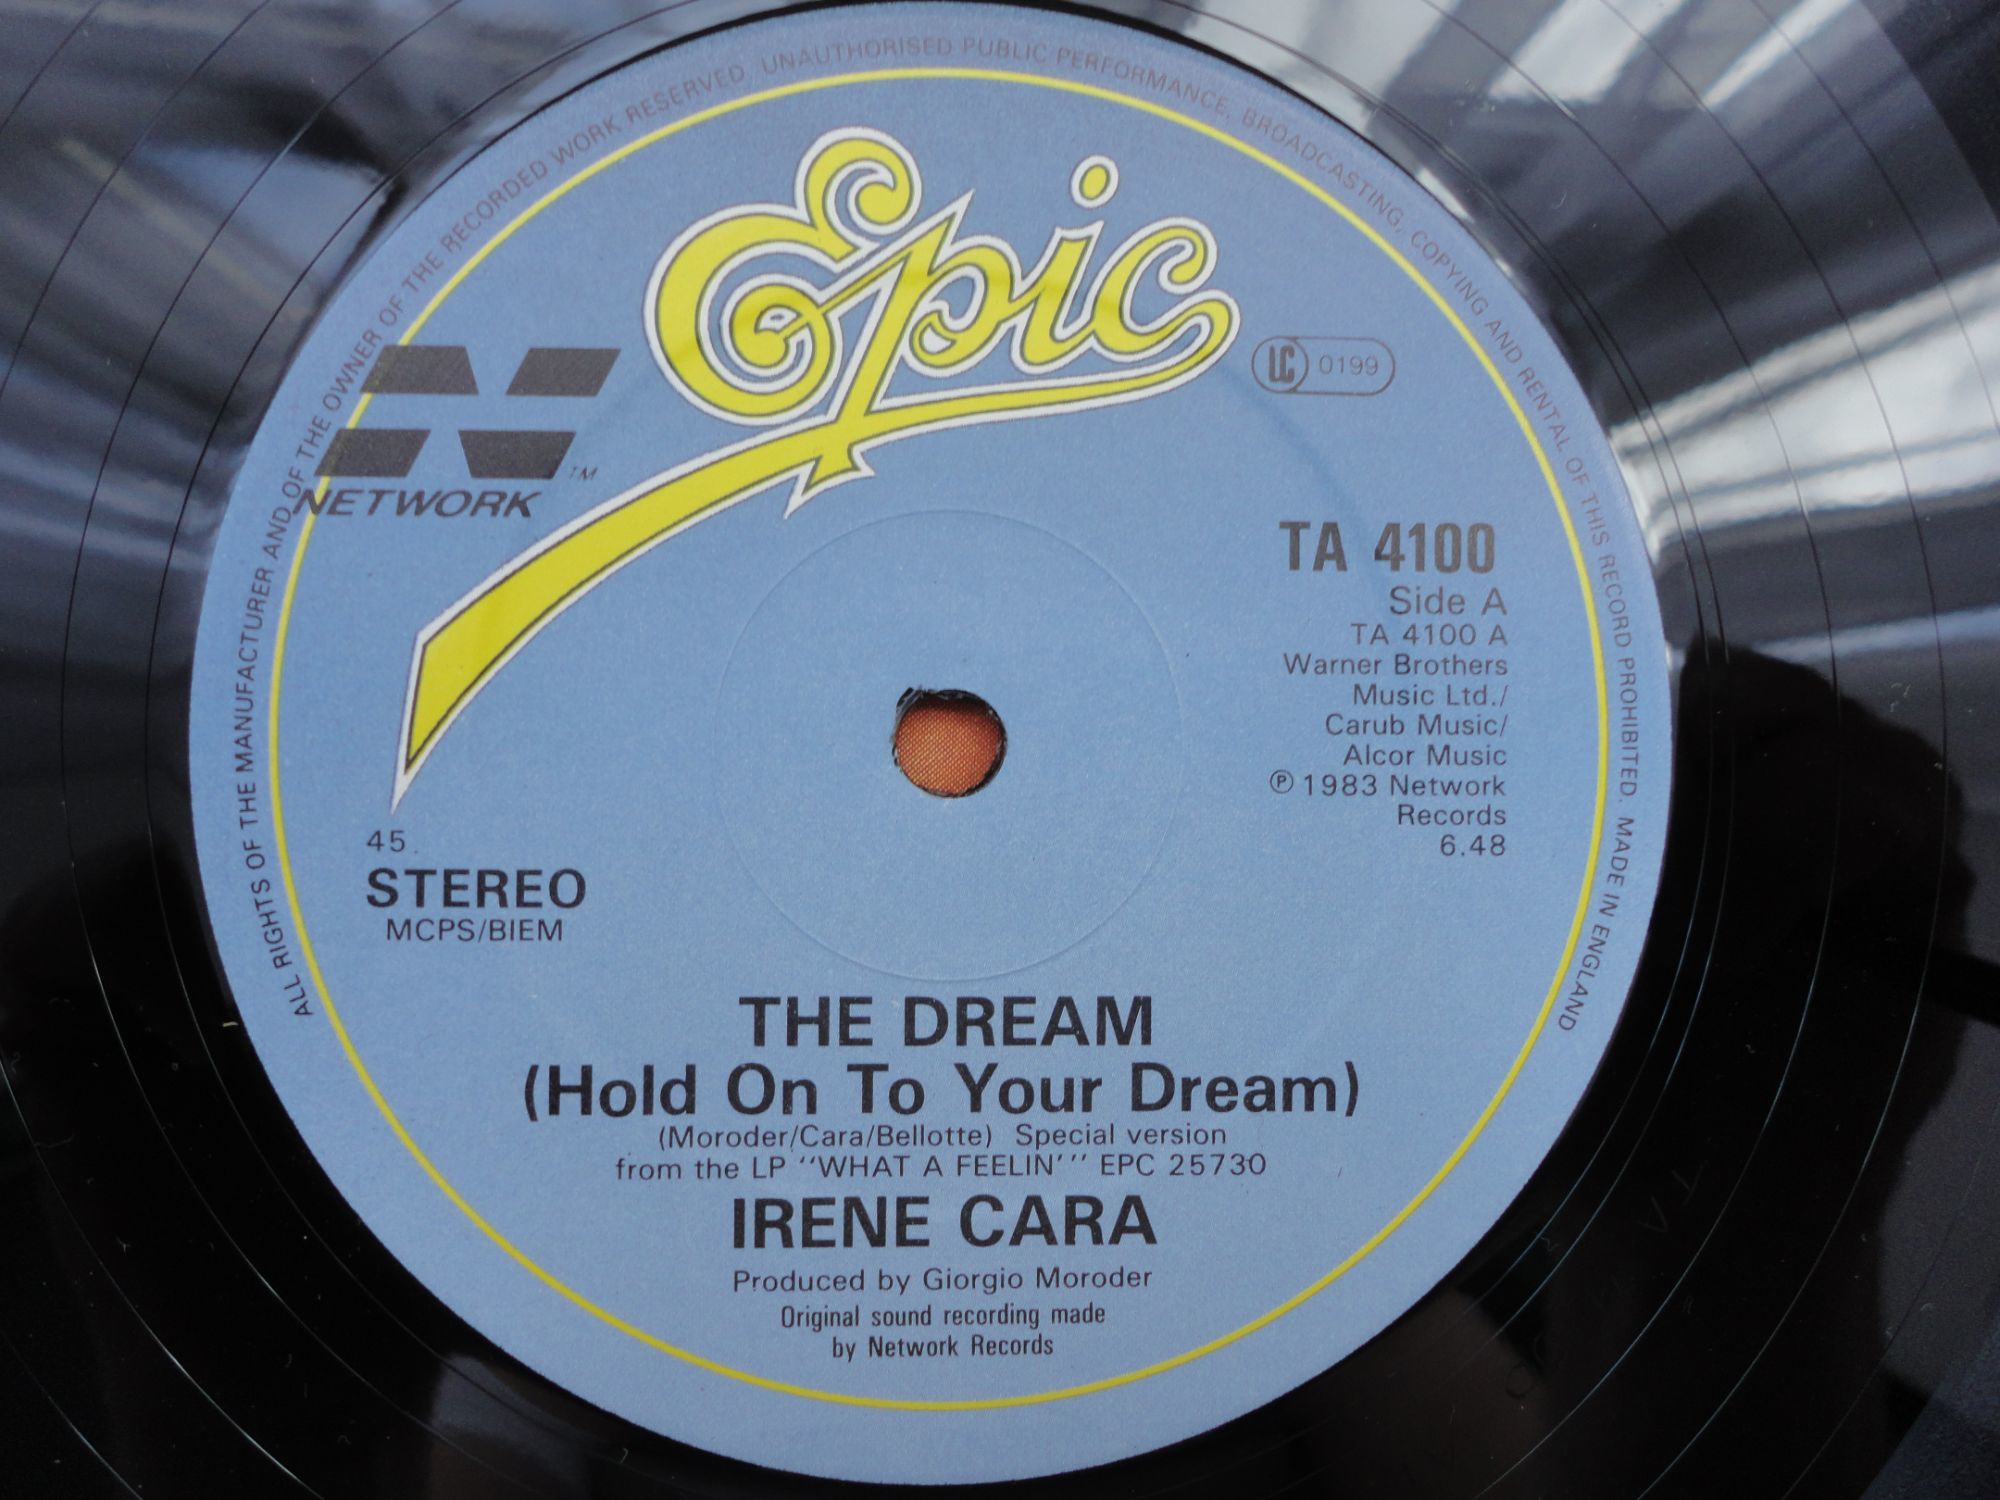 ALL RIGHTS OF THE MANUFACTURER AND OF THE OWNER OF THE RECORDED WORK RESERVED. UNAUTHORISED PUBLIC PERFORMANCE, BROADCASTING, COPYING AND RENTAL OF THIS RECORD PROHIBITED. MADE IN ENGLAND
Epic
LC 0199
N
TM
NETWORK
TA 4100
Side A
TA 4100 A
Warner Brothers
Music Ltd./
Carub Music/
Alcor Music
℗ 1983 Network
Records
6.48
45.
STEREO
MCPS/BIEM
THE DREAM
(Hold On To Your Dream)
(Moroder/Cara/Bellotte) Special version
from the LP "WHAT A FEELIN'" EPC 25730
IRENE CARA
Produced by Giorgio Moroder
Original sound recording made
by Network Records